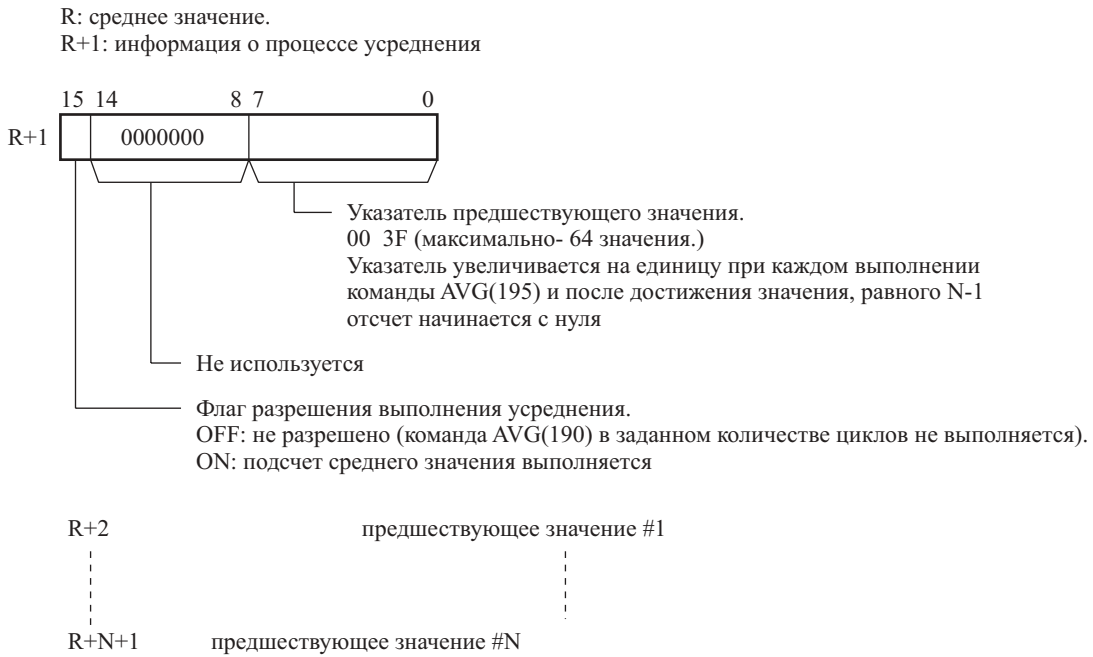 R: среднее значение.
R+1: информация о процессе усреднения
15 14 8 7 0
R+1 0000000
Указатель предшествующего значения.
00 3F (максимально- 64 значения.)
Указатель увеличивается на единицу при каждом выполнении
команды AVG(195) и после достижения значения, равного N-1
отсчет начинается с нуля
Не используется
Флаг разрешения выполнения усреднения.
OFF: не разрешено (команда AVG(190) в заданном количестве циклов не выполняется).
ON: подсчет среднего значения выполняется
R+2 предшествующее значение #1
R+N+1 предшествующее значение #N